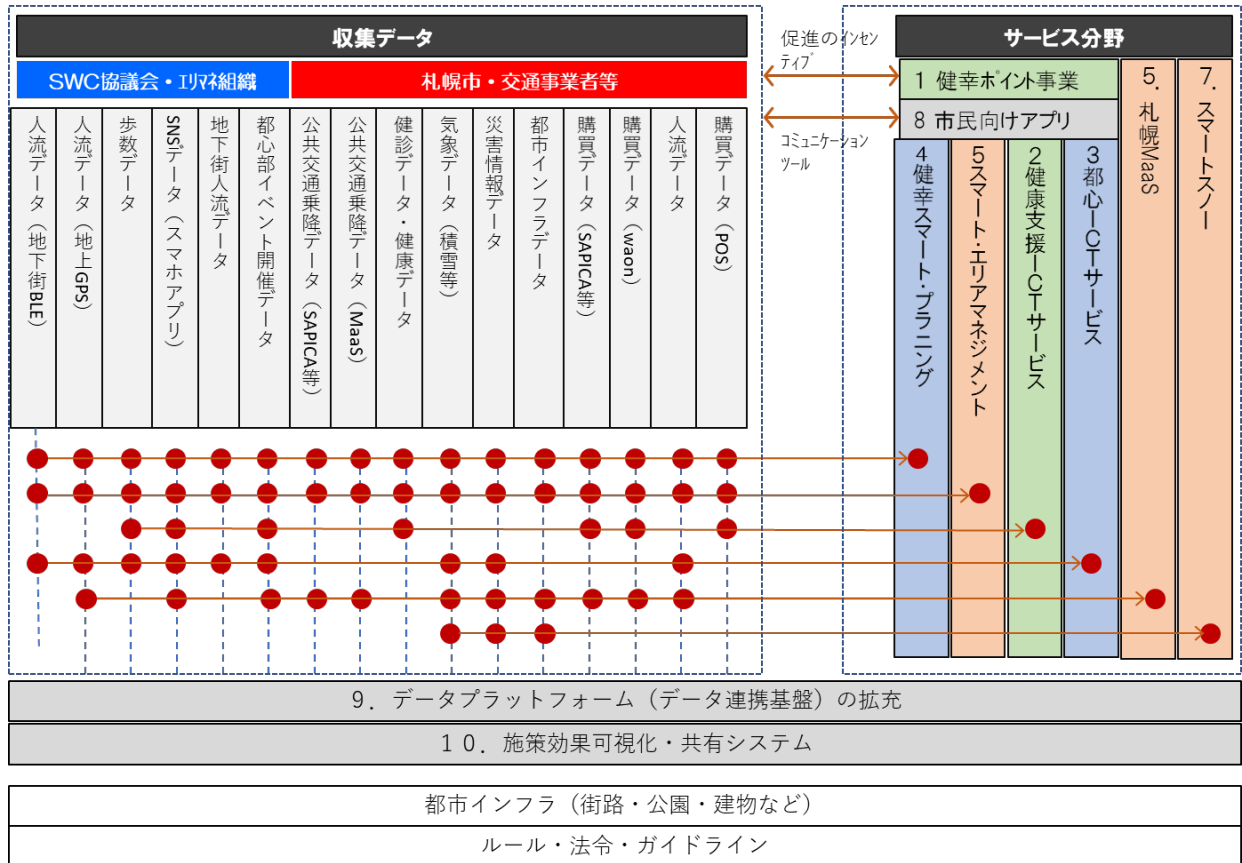 収集データ
SWC協議会・ｴﾘﾏﾈ組織
札幌市・交通事業者等
人流データ（地下街BLE）
人流データ（地上GPS）
歩数データ
SNSデータ（スマホアプリ）
地下街人流データ
都心部イベント開催データ
公共交通乗降データ（SAPICA等）
公共交通乗降データ（MaaS）
健診データ・健康データ
気象データ（積雪等）
災害情報データ
都市インフラデータ
購買データ（SAPICA等）
購買データ（waon）
人流データ
購買データ（POS）
促進のｲﾝｾﾝ
ﾃｨﾌﾞ
ｺﾐｭﾆｹｰｼｮﾝ
ﾂｰﾙ
サービス分野
1 健幸ﾎﾟｲﾝﾄ事業
8 市民向けアプリ
4健幸スマート・プラニング
5スマート・エリアマネジメント
2健康支援ICTサービス
3都心ICTサービス
5．札幌MaaS
7．スマートスノー
9．データプラットフォーム（データ連携基盤）の拡充
10．施策効果可視化・共有システム
都市インフラ（街路・公園・建物など）
ルール・法令・ガイドライン